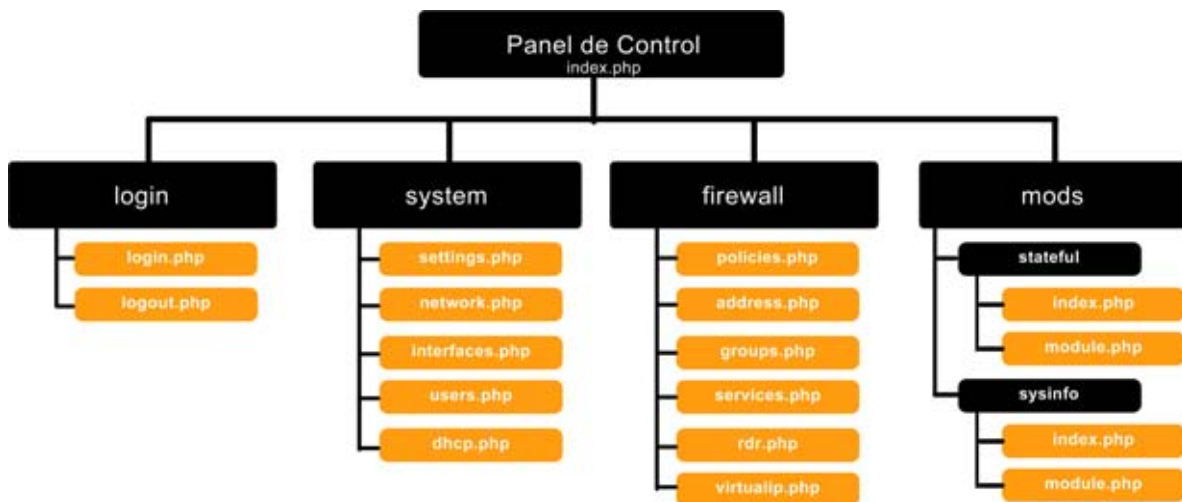 Panel de Control
index.php
login
login.php
logout.php
system
settings.php
network.php
interfaces.php
users.php
dhcp.php
firewall
policies.php
address.php
groups.php
services.php
rdr.php
virtualip.php
mods
stateful
index.php
module.php
sysinfo
index.php
module.php